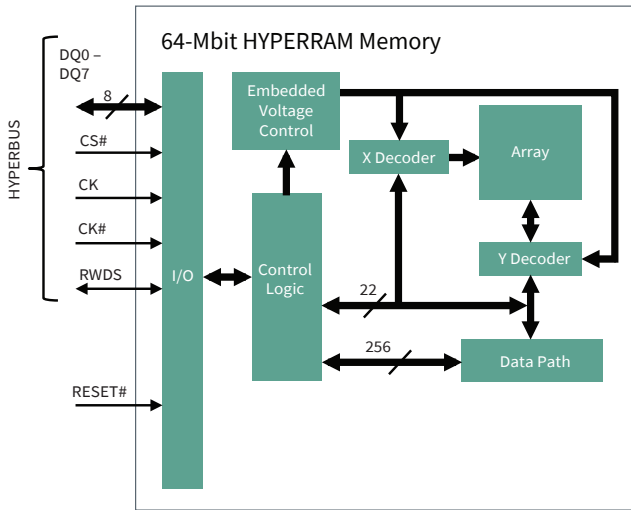 64-Mbit HYPERRAM Memory
HYPERBUS
DQ0 –
DQ7
8
CS#
CK
CK#
RWDS
RESET#
I/O
Embedded
Voltage
Control
Control
Logic
X Decoder
Array
Y Decoder
22
256
Data Path